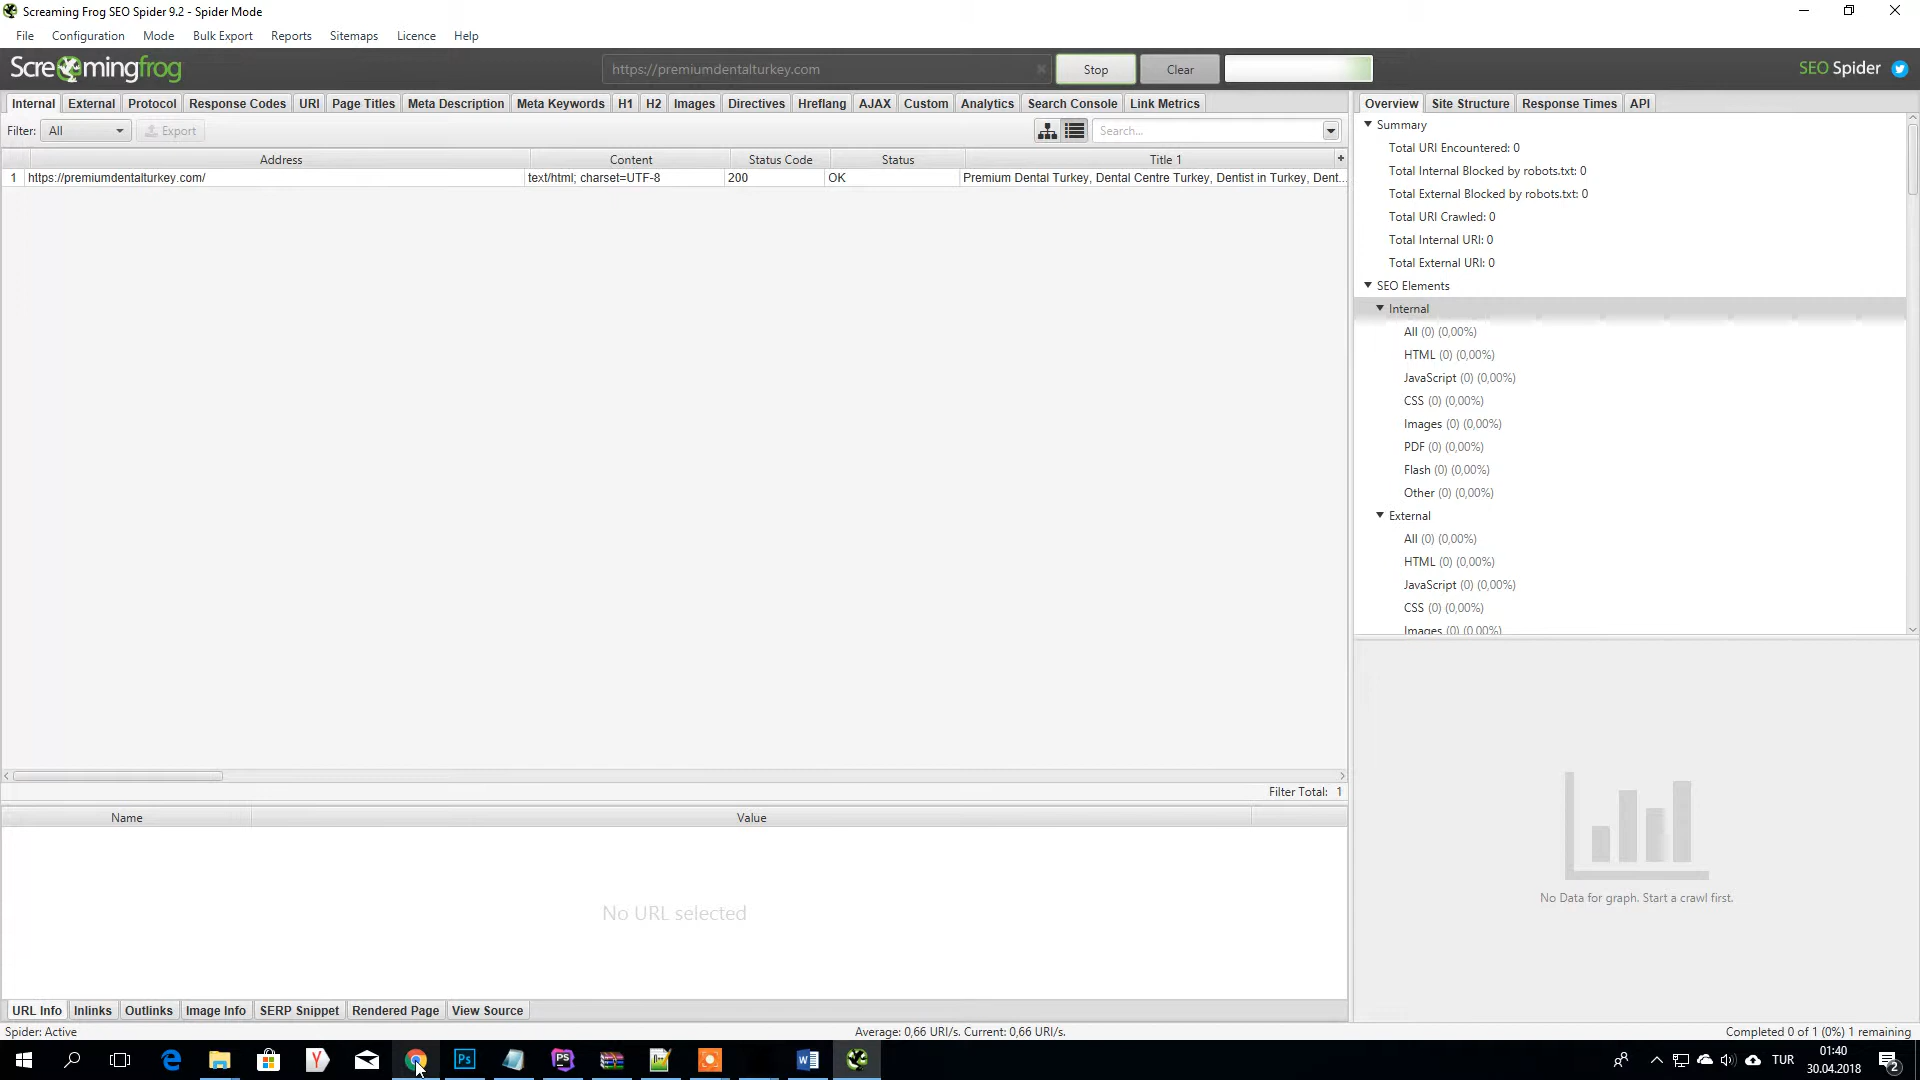 Screaming Frog SEO Spider 9.2 - Spider Mode
File Configuration Mode Bulk Export Reports Sitemaps Licence Help
Screamingfrog
https://premiumdentalturkey.com
Stop
Clear
SEO Spider
Internal External Protocol Response Codes URI Page Titles Meta Description Meta Keywords H1 H2 Images Directives Hreflang AJAX Custom Analytics Search Console Link Metrics
Filter: All Export
Search...
Address Content Status Code Status Title 1 +
1 https://premiumdentalturkey.com/ text/html; charset=UTF-8 200 OK Premium Dental Turkey, Dental Centre Turkey, Dentist in Turkey, Dent...
Filter Total: 1
Name Value
No URL selected
URL Info Inlinks Outlinks Image Info SERP Snippet Rendered Page View Source
Overview Site Structure Response Times API
Summary
Total URI Encountered: 0
Total Internal Blocked by robots.txt: 0
Total External Blocked by robots.txt: 0
Total URI Crawled: 0
Total Internal URI: 0
Total External URI: 0
SEO Elements
Internal
All (0) (0,00%)
HTML (0) (0,00%)
JavaScript (0) (0,00%)
CSS (0) (0,00%)
Images (0) (0,00%)
PDF (0) (0,00%)
Flash (0) (0,00%)
Other (0) (0,00%)
External
All (0) (0,00%)
HTML (0) (0,00%)
JavaScript (0) (0,00%)
CSS (0) (0,00%)
Images (0) (0,00%)
No Data for graph. Start a crawl first.
Spider: Active
Average: 0,66 URI/s. Current: 0,66 URI/s.
Completed 0 of 1 (0%) 1 remaining
Ps
PS
TUR
01:40
30.04.2018
2